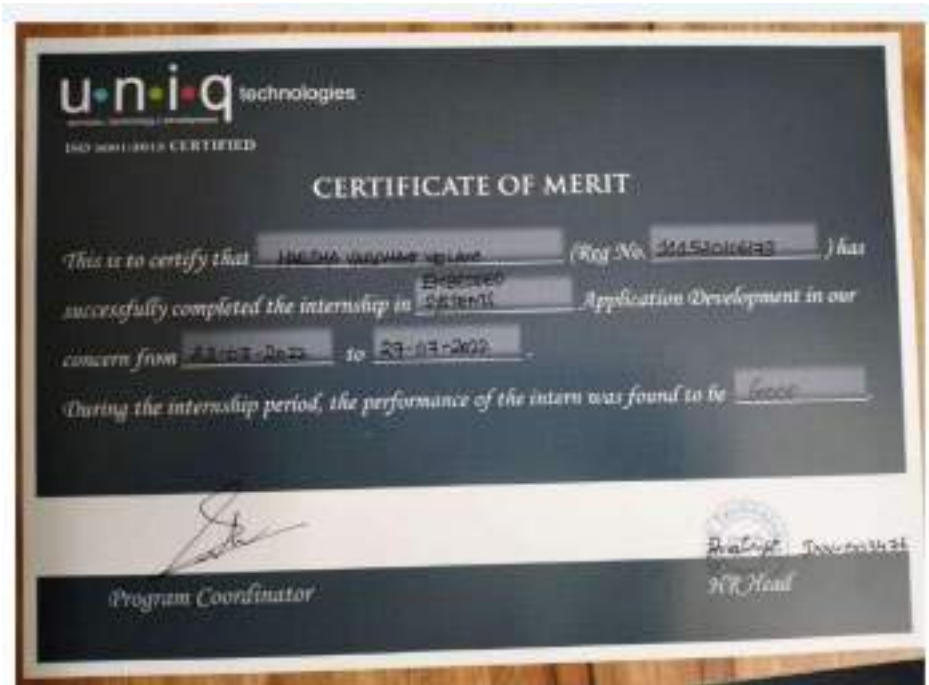 u·n·i·q technologies
CERTIFIED
CERTIFICATE OF MERIT
This is to certify that (Reg No. ) has
EMBEDDED
successfully completed the internship in SYSTEMS Application Development in our
concern from to .
During the internship period, the performance of the intern was found to be Good
Program Coordinator
HR Head